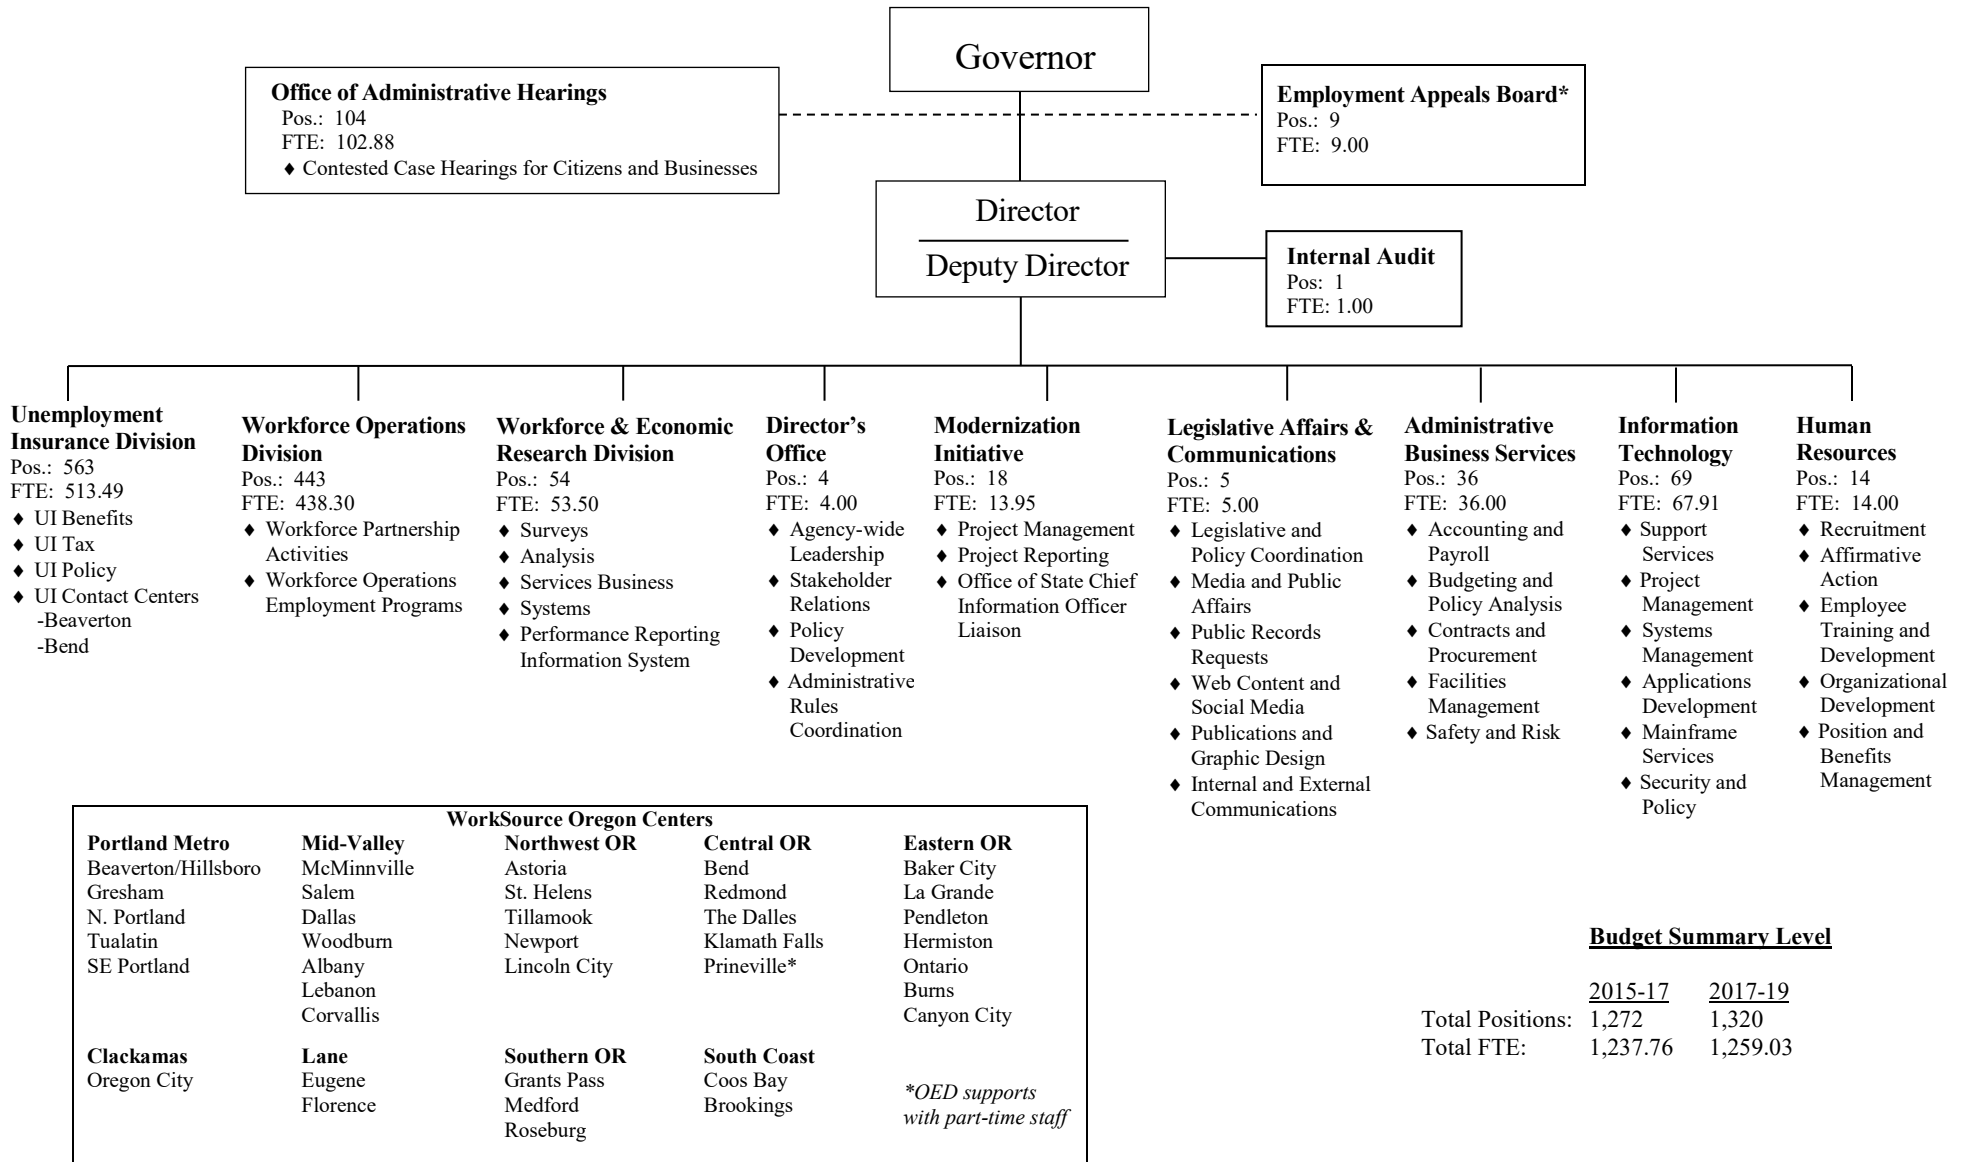 Governor
Office of Administrative Hearings
Pos.: 104
FTE: 102.88
♦ Contested Case Hearings for Citizens and Businesses
Employment Appeals Board*
Pos.: 9
FTE: 9.00
Director
Deputy Director
Internal Audit
Pos: 1
FTE: 1.00
Unemployment
Insurance Division
Pos.: 563
FTE: 513.49
♦ UI Benefits
♦ UI Tax
♦ UI Policy
♦ UI Contact Centers
-Beaverton
-Bend
Workforce Operations
Division
Pos.: 443
FTE: 438.30
♦ Workforce Partnership
Activities
♦ Workforce Operations
Employment Programs
Workforce & Economic
Research Division
Pos.: 54
FTE: 53.50
♦ Surveys
♦ Analysis
♦ Services Business
♦ Systems
♦ Performance Reporting
Information System
Director’s
Office
Pos.: 4
FTE: 4.00
♦ Agency-wide
Leadership
♦ Stakeholder
Relations
♦ Policy
Development
♦ Administrative
Rules
Coordination
Modernization
Initiative
Pos.: 18
FTE: 13.95
♦ Project Management
♦ Project Reporting
♦ Office of State Chief
Information Officer
Liaison
Legislative Affairs &
Communications
Pos.: 5
FTE: 5.00
♦ Legislative and
Policy Coordination
♦ Media and Public
Affairs
♦ Public Records
Requests
♦ Web Content and
Social Media
♦ Publications and
Graphic Design
♦ Internal and External
Communications
Administrative
Business Services
Pos.: 36
FTE: 36.00
♦ Accounting and
Payroll
♦ Budgeting and
Policy Analysis
♦ Contracts and
Procurement
♦ Facilities
Management
♦ Safety and Risk
Information
Technology
Pos.: 69
FTE: 67.91
♦ Support
Services
♦ Project
Management
♦ Systems
Management
♦ Applications
Development
♦ Mainframe
Services
♦ Security and
Policy
Human
Resources
Pos.: 14
FTE: 14.00
♦ Recruitment
♦ Affirmative
Action
♦ Employee
Training and
Development
♦ Organizational
Development
♦ Position and
Benefits
Management
WorkSource Oregon Centers
Portland Metro
Beaverton/Hillsboro
Gresham
N. Portland
Tualatin
SE Portland
Mid-Valley
McMinnville
Salem
Dallas
Woodburn
Albany
Lebanon
Corvallis
Northwest OR
Astoria
St. Helens
Tillamook
Newport
Lincoln City
Central OR
Bend
Redmond
The Dalles
Klamath Falls
Prineville*
Eastern OR
Baker City
La Grande
Pendleton
Hermiston
Ontario
Burns
Canyon City
Clackamas
Oregon City
Lane
Eugene
Florence
Southern OR
Grants Pass
Medford
Roseburg
South Coast
Coos Bay
Brookings
*OED supports
with part-time staff
Budget Summary Level
2015-17 2017-19
Total Positions: 1,272 1,320
Total FTE: 1,237.76 1,259.03